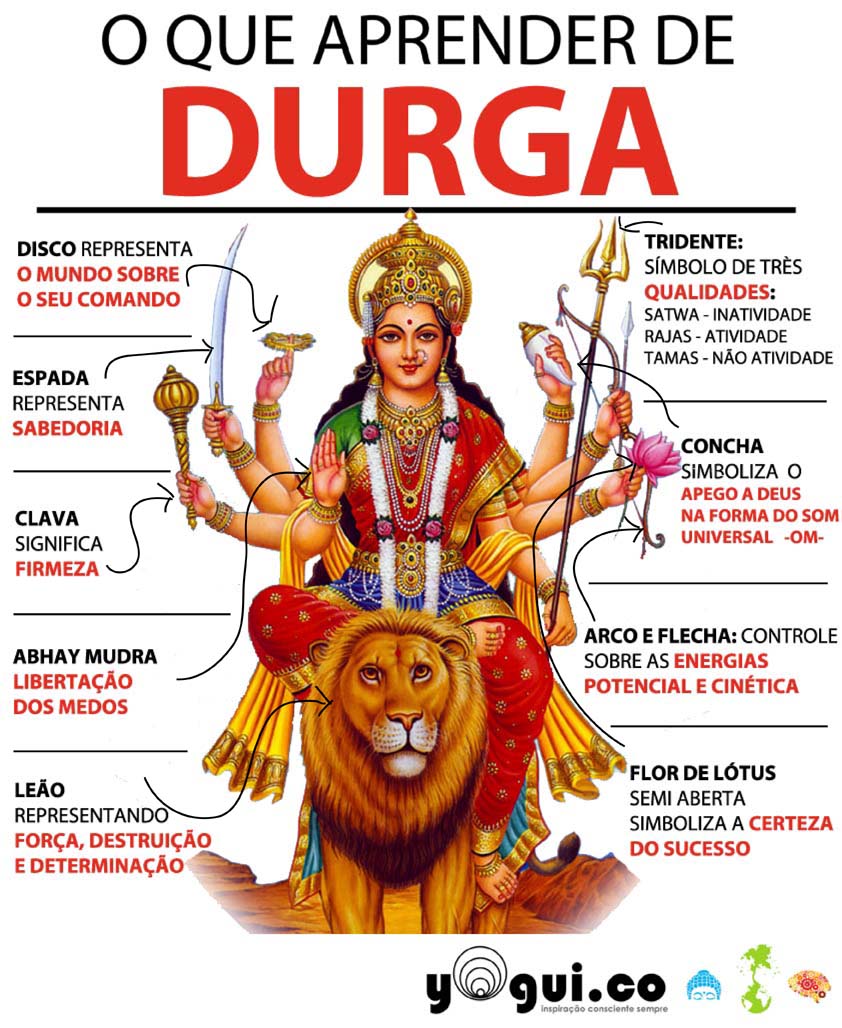 O QUE APRENDER DE
DURGA
DISCO REPRESENTA
O MUNDO SOBRE
O SEU COMANDO
ESPADA
REPRESENTA
SABEDORIA
CLAVA
SIGNIFICA
FIRMEZA
ABHAY MUDRA
LIBERTAÇÃO
DOS MEDOS
LEÃO
REPRESENTANDO
FORÇA, DESTRUIÇÃO
E DETERMINAÇÃO
TRIDENTE:
SÍMBOLO DE TRÈS
QUALIDADES:
SATWA - INATIVIDADE
RAJAS - ATIVIDADE
TAMAS - NÃO ATIVIDADE
CONCHA
SIMBOLIZA O
APEGO A DEUS
NA FORMA DO SOM
UNIVERSAL -OM-
ARCO E FLECHA: CONTROLE
SOBRE AS ENERGIAS
POTENCIAL E CINÉTICA
FLOR DE LÓTUS
SEMI ABERTA
SIMBOLIZA A CERTEZA
DO SUCESSO
yogui.co
inspiração consciente sempre